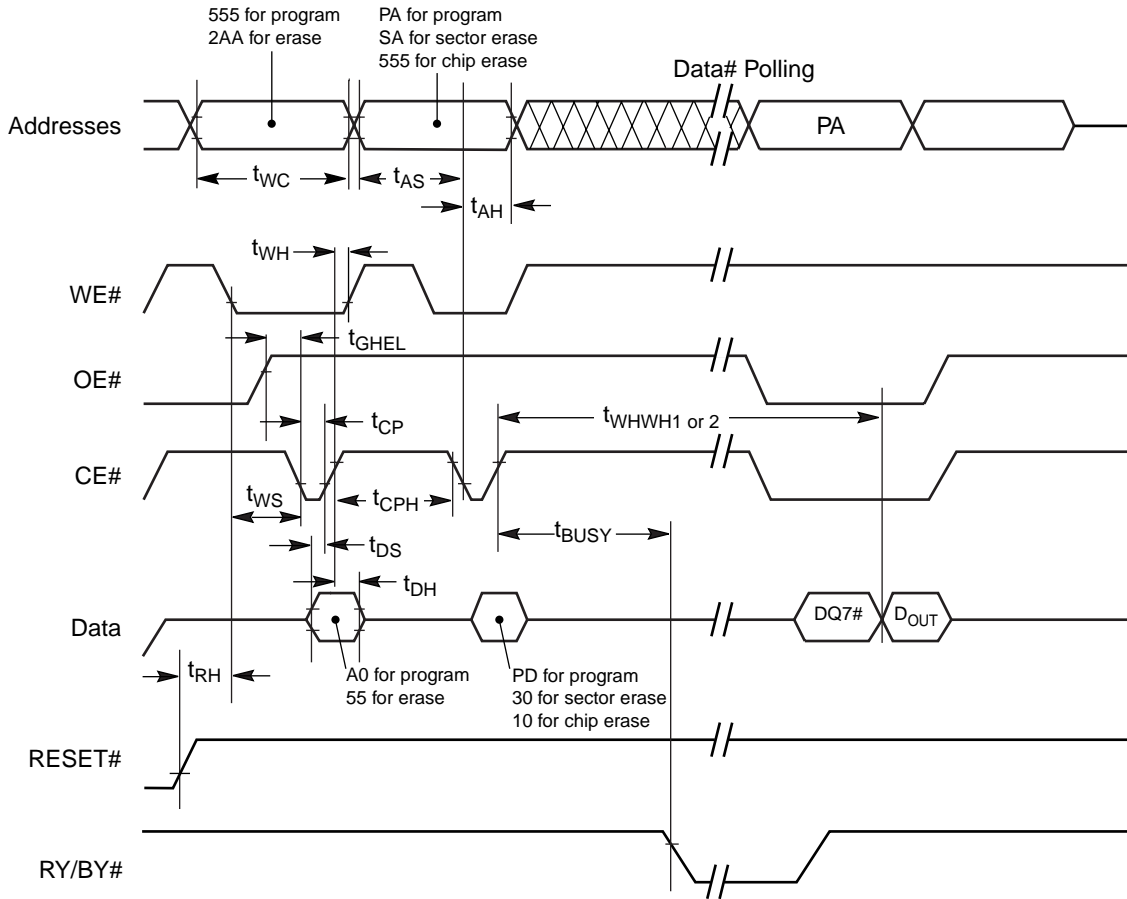 555 for program
2AA for erase
PA for program
SA for sector erase
555 for chip erase
Data# Polling
Addresses
PA
tWC
tAS
tAH
tWH
WE#
tGHEL
OE#
tWHWH1 or 2
tCP
CE#
tWS
tCPH
tBUSY
tDS
tDH
Data
DQ7#
DOUT
tRH
A0 for program
55 for erase
PD for program
30 for sector erase
10 for chip erase
RESET#
RY/BY#